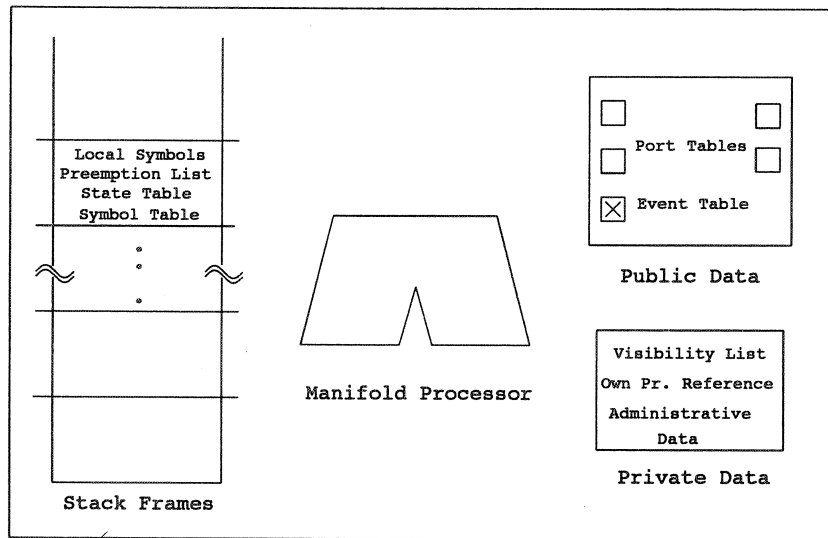 Local Symbols
Preemption List
State Table
Symbol Table
Stack Frames
Manifold Processor
Port Tables
Event Table
Public Data
Visibility List
Own Pr. Reference
Administrative
Data
Private Data